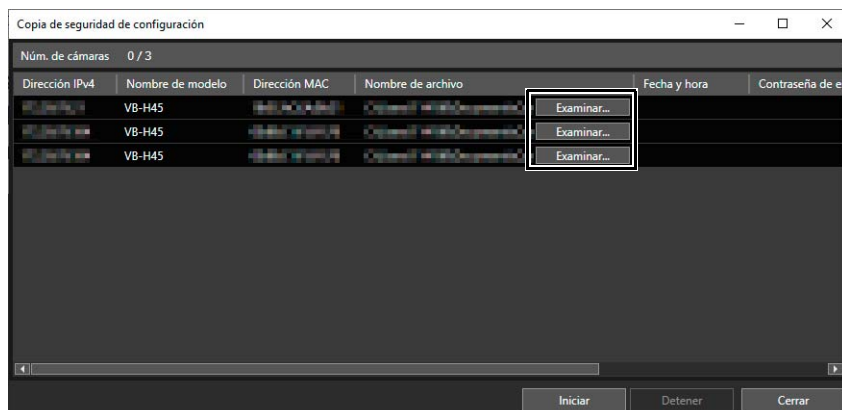 Copia de seguridad de configuración
Núm. de cámaras 0 / 3
Dirección IPv4 Nombre de modelo Dirección MAC Nombre de archivo Fecha y hora Contraseña de e
VB-H45 Examinar...
VB-H45 Examinar...
VB-H45 Examinar...
Iniciar Detener Cerrar